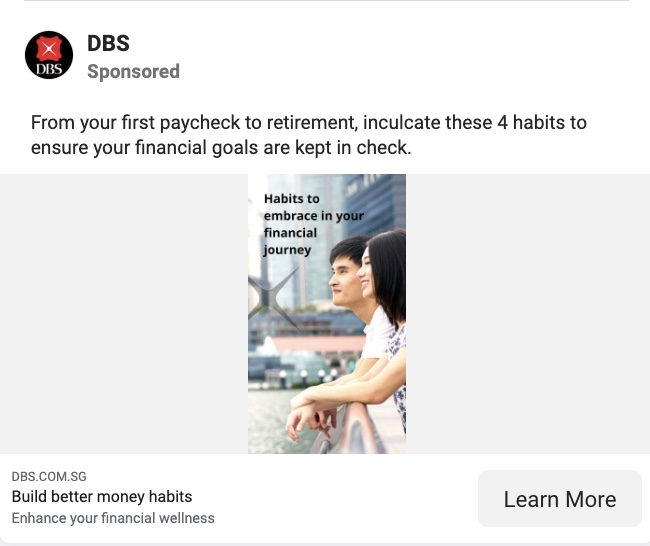 DBS
DBS
Sponsored
From your first paycheck to retirement, inculcate these 4 habits to
ensure your financial goals are kept in check.
Habits to
embrace in your
financial
journey
DBS.COM.SG
Build better money habits
Enhance your financial wellness
Learn More